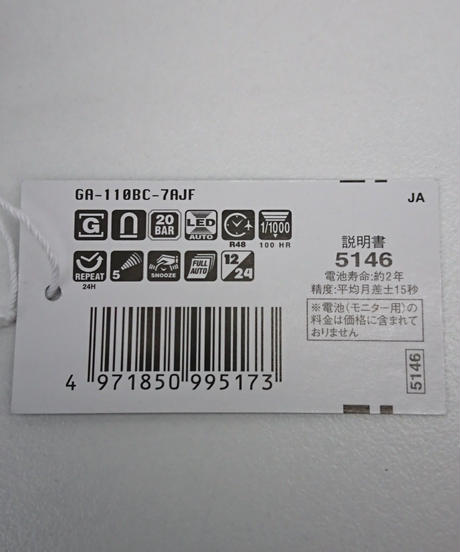 GA-110BC-7AJF
JA
G
20
BAR
LED
AUTO
R48
1/1000
100 HR
REPEAT
24H
5
SNOOZE
FULL
AUTO
12/24
説明書
5146
電池寿命:約2年
精度:平均月差±15秒
※電池(モニター用)の
料金は価格に含まれて
おりません
5146
4 971850 995173